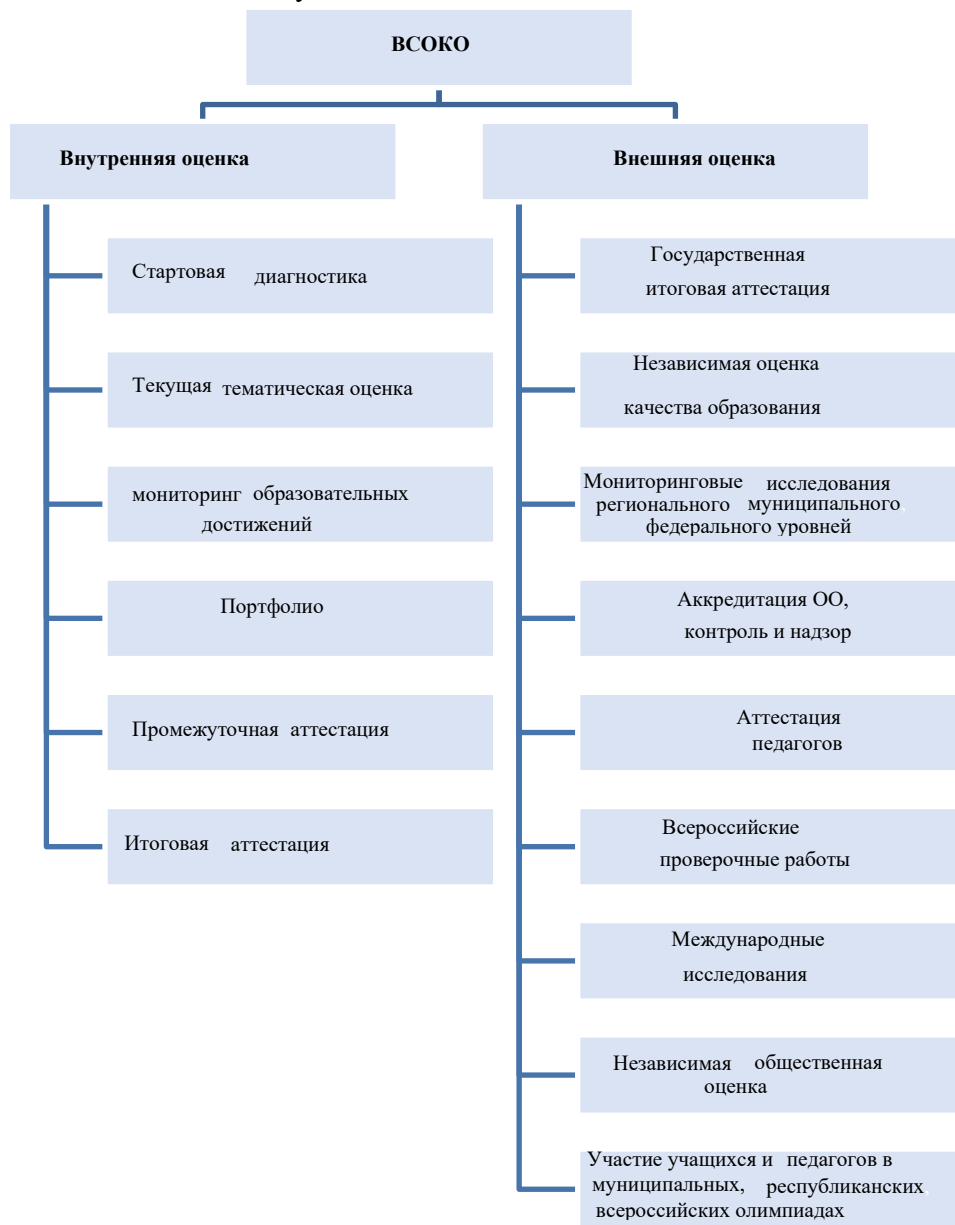 ВСОКО
Внутренняя оценка
Стартовая диагностика
Текущая тематическая оценка
мониторинг образовательных
достижений
Портфолио
Промежуточная аттестация
Итоговая аттестация
Внешняя оценка
Государственная
итоговая аттестация
Независимая оценка
качества образования
Мониторинговые исследования
регионального муниципального,
федерального уровней
Аккредитация ОО,
контроль и надзор
Аттестация
педагогов
Всероссийские
проверочные работы
Международные
исследования
Независимая общественная
оценка
Участие учащихся и педагогов в
муниципальных, республиканских,
всероссийских олимпиадах